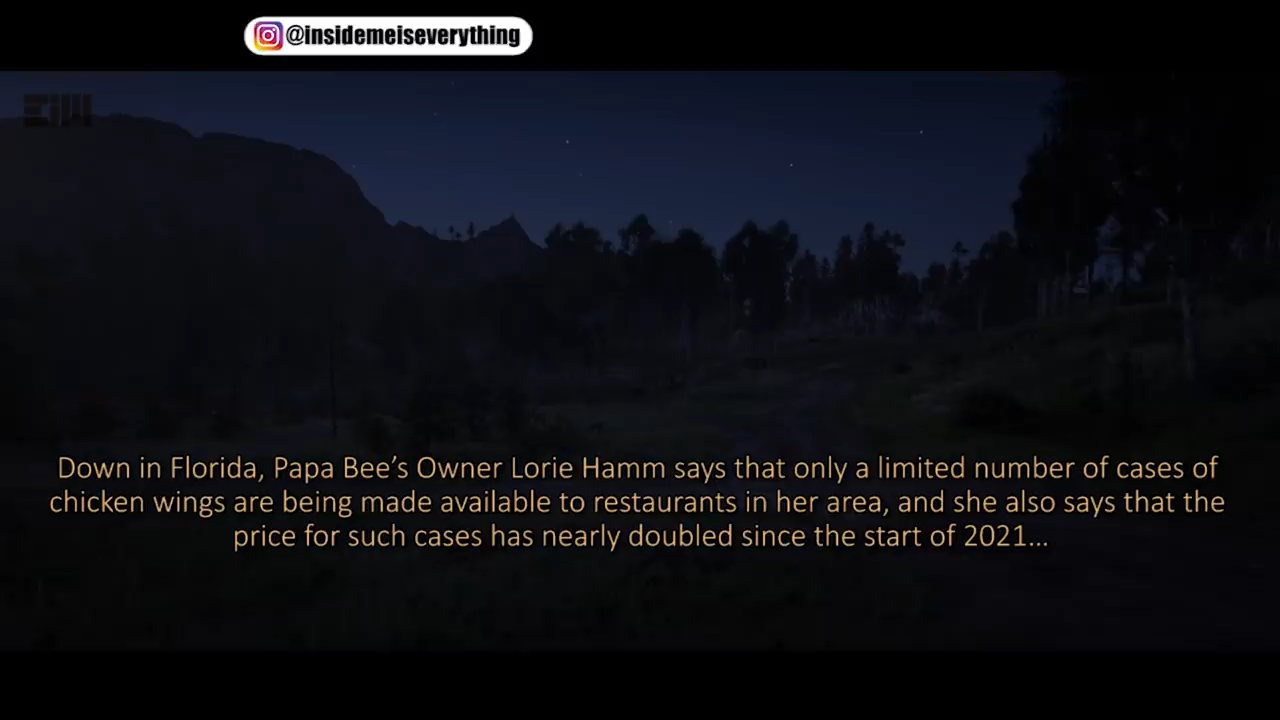 @insidemeiseverything
EIW
Down in Florida, Papa Bee’s Owner Lorie Hamm says that only a limited number of cases of
chicken wings are being made available to restaurants in her area, and she also says that the
price for such cases has nearly doubled since the start of 2021...